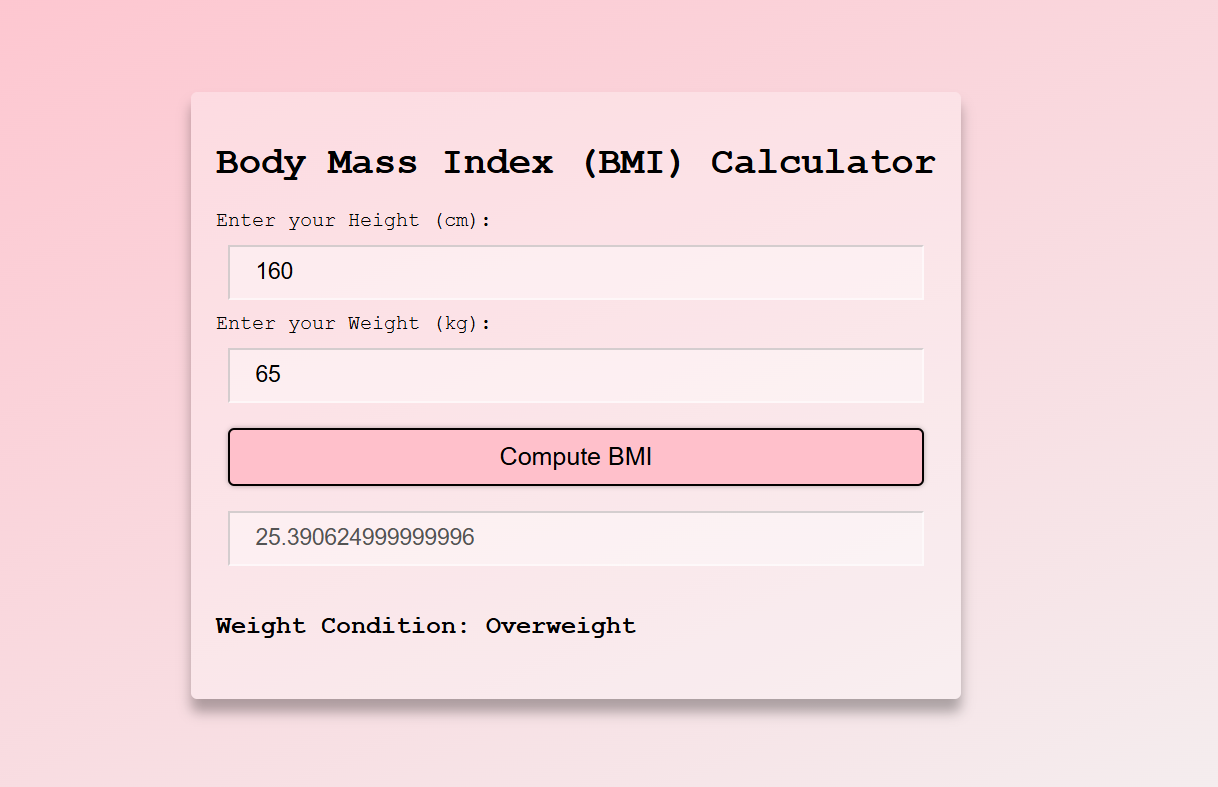 Body Mass Index (BMI) Calculator
Enter your Height (cm):
160
Enter your Weight (kg):
65
Compute BMI
25.390624999999996
Weight Condition: Overweight